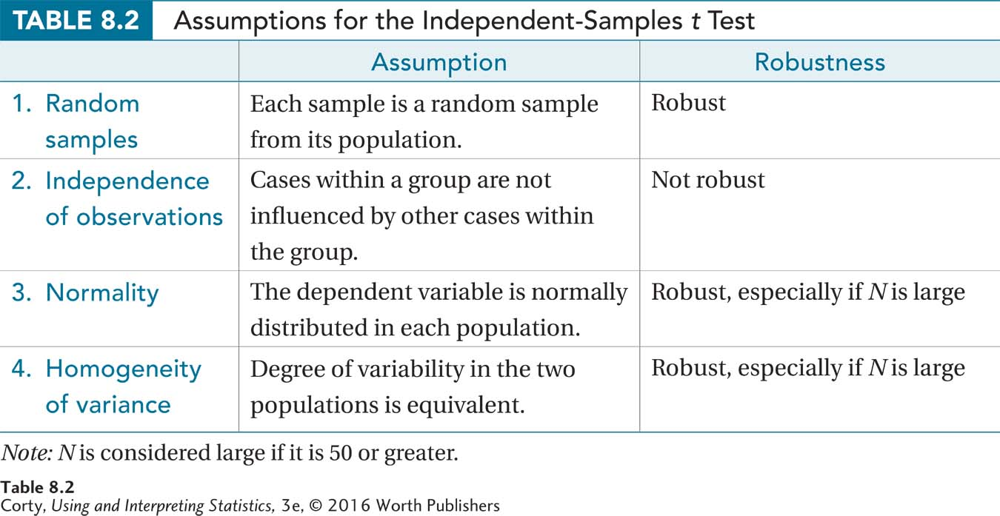 TABLE 8.2 Assumptions for the Independent-Samples t Test
Assumption Robustness
1. Random samples
Each sample is a random sample
from its population.
Robust
2. Independence
of observations
Cases within a group are not
influenced by other cases within
the group.
Not robust
3. Normality
The dependent variable is normally
distributed in each population.
Robust, especially if N is large
4. Homogeneity
of variance
Degree of variability in the two
populations is equivalent.
Robust, especially if N is large
Note: N is considered large if it is 50 or greater.
Table 8.2
Corty, Using and Interpreting Statistics, 3e, © 2016 Worth Publishers